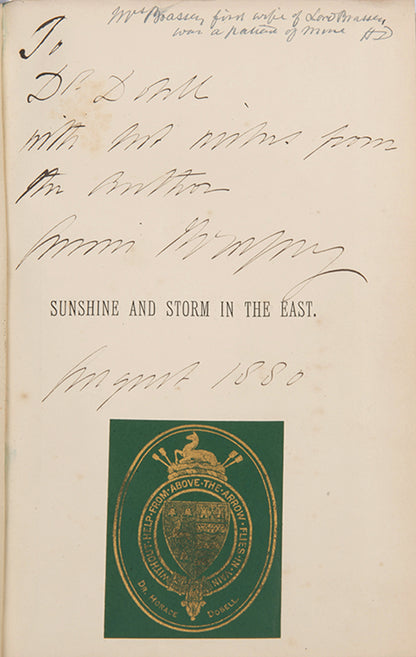 Mrs Brassey, first wife of Lord Brassey,
was a patient of mine HD
To
Dr. Dobell
with best wishes from
the author
Annie Brassey
SUNSHINE AND STORM IN THE EAST.
August 1880
WITHOUT·HELP·FROM·ABOVE·THE·ARROW·FLIES·IN·VAIN
DR. HORACE DOBELL